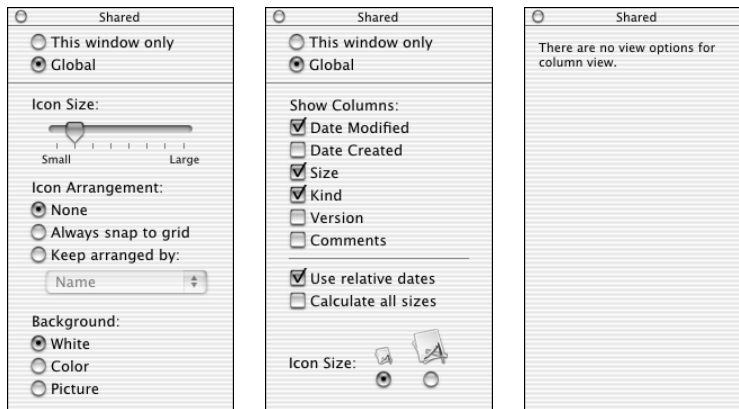 Shared
This window only
Global
Icon Size:
Small Large
Icon Arrangement:
None
Always snap to grid
Keep arranged by:
Name
Background:
White
Color
Picture
Shared
This window only
Global
Show Columns:
Date Modified
Date Created
Size
Kind
Version
Comments
Use relative dates
Calculate all sizes
Icon Size:
Shared
There are no view options for
column view.